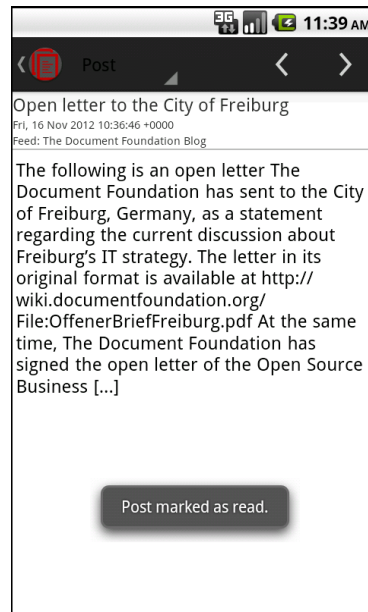 3G 11:39 AM
Post
Open letter to the City of Freiburg
Fri, 16 Nov 2012 10:36:46 +0000
Feed: The Document Foundation Blog
The following is an open letter The
Document Foundation has sent to the City
of Freiburg, Germany, as a statement
regarding the current discussion about
Freiburg’s IT strategy. The letter in its
original format is available at http://
wiki.documentfoundation.org/
File:OffenerBriefFreiburg.pdf At the same
time, The Document Foundation has
signed the open letter of the Open Source
Business [...]
Post marked as read.